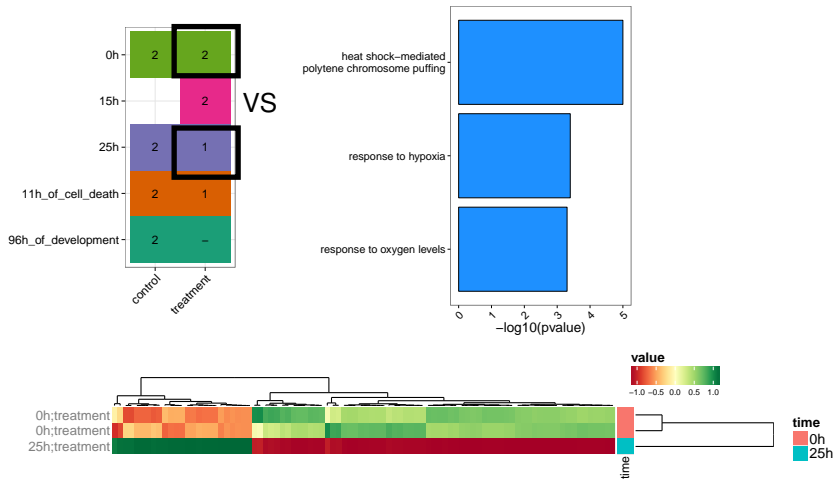 0h
2
2
15h
2
VS
25h
2
1
11h_of_cell_death
2
1
96h_of_development
2
–
control
treatment
heat shock−mediated
polytene chromosome puffing
response to hypoxia
response to oxygen levels
0
1
2
3
4
5
−log10(pvalue)
value
−1.0
−0.5
0.0
0.5
1.0
0h;treatment
0h;treatment
25h;treatment
time
time
0h
25h